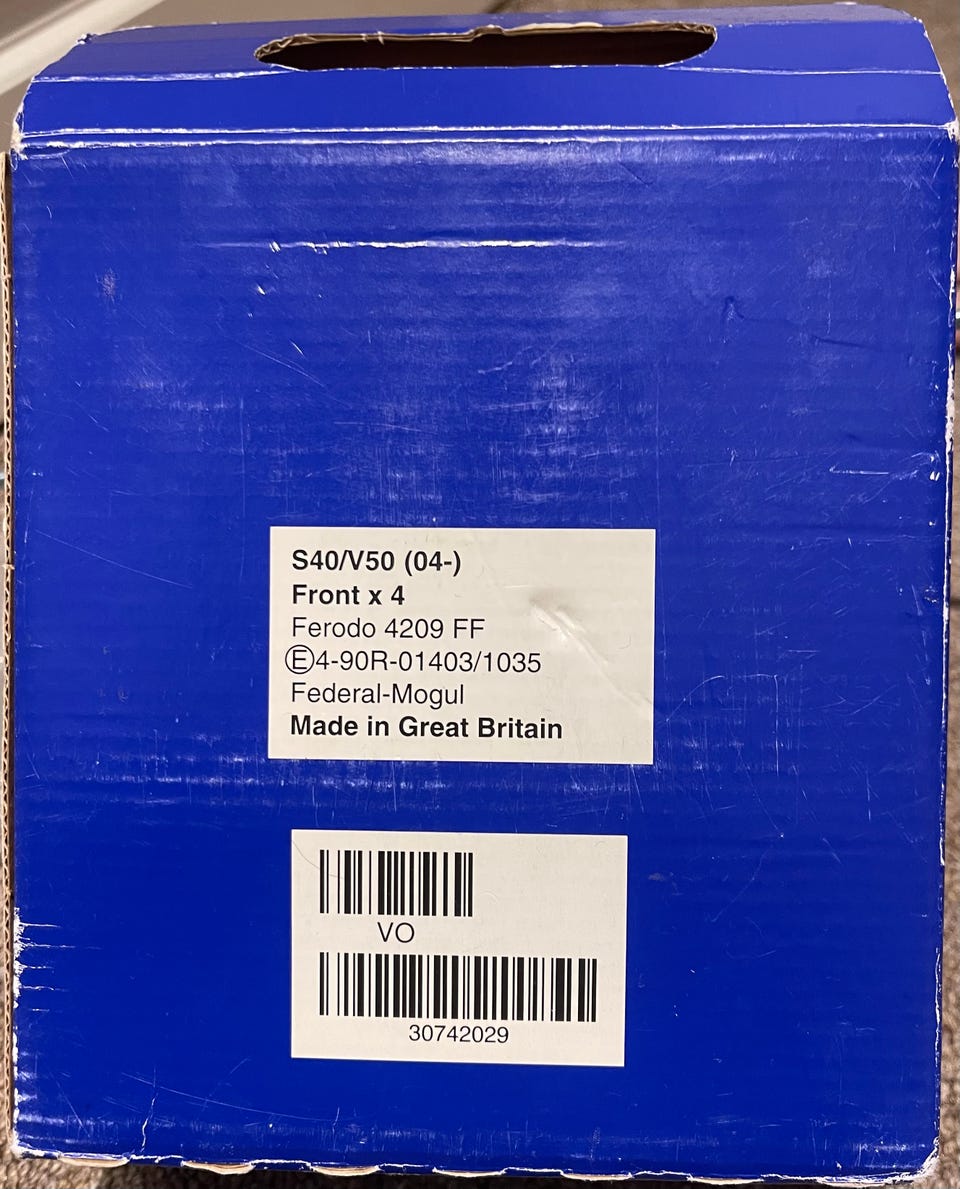 S40/V50 (04-)
Front x 4
Ferodo 4209 FF
Ⓔ4-90R-01403/1035
Federal-Mogul
Made in Great Britain
VO
30742029